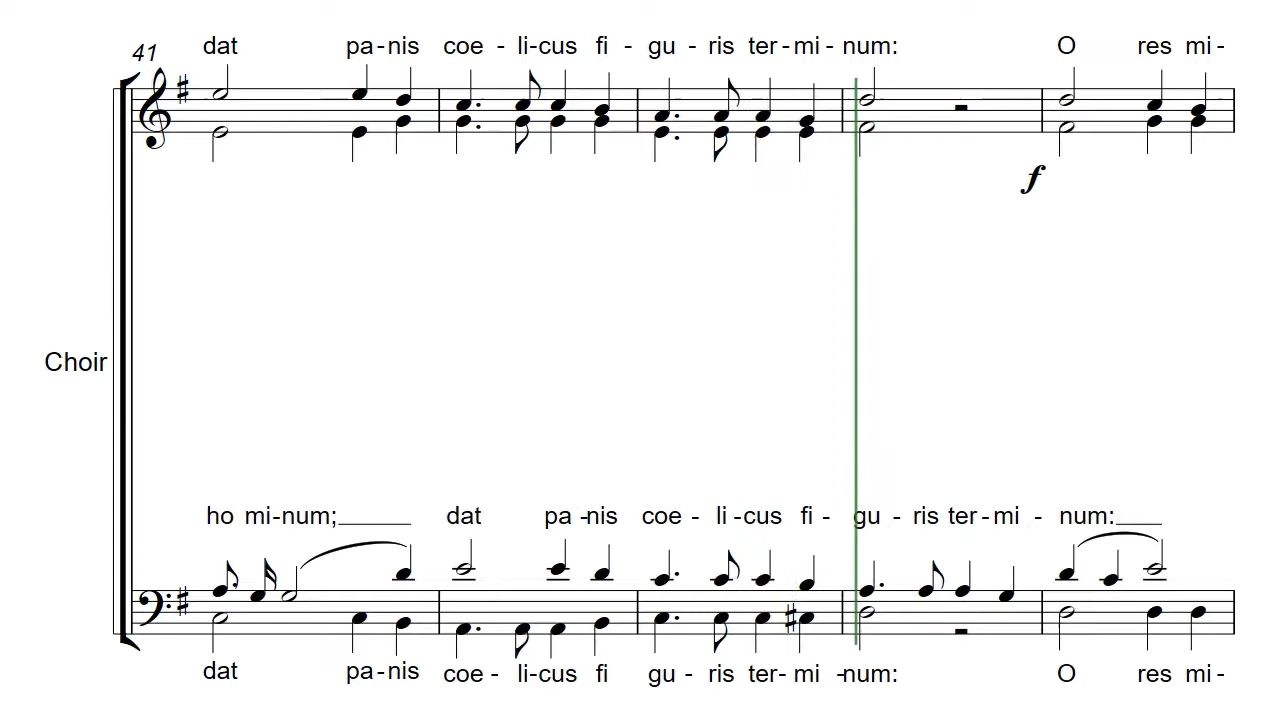 41
dat pa-nis coe - li-cus fi - gu - ris ter-mi - num: O res mi-
f
Choir
ho mi-num;____ dat pa -nis coe - li-cus fi - gu - ris ter-mi - num:___
dat pa-nis coe - li-cus fi gu - ris ter- mi -num: O res mi-